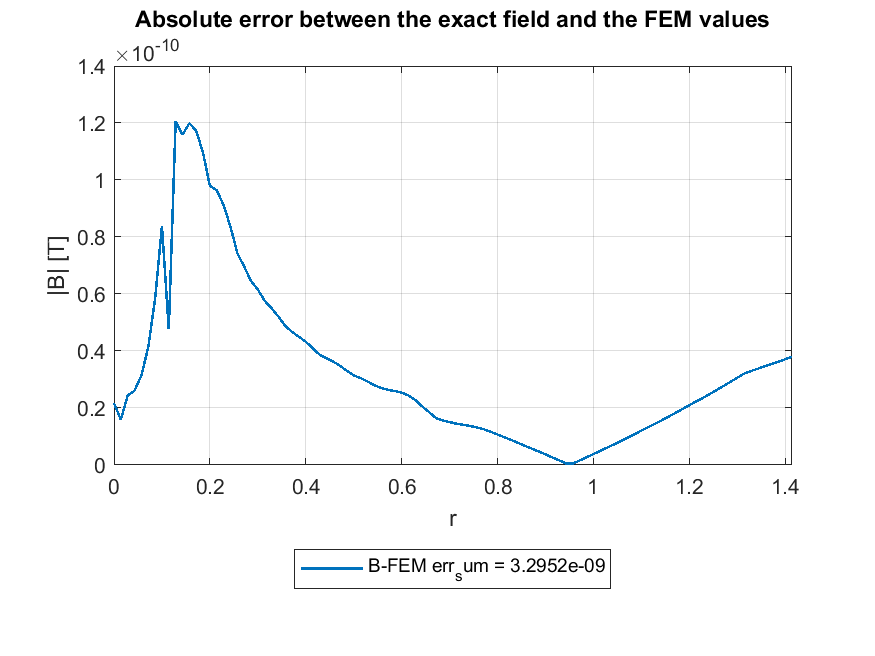 Absolute error between the exact field and the FEM values
×10-10
1.4
1.2
1
0.8
0.6
0.4
0.2
0
|B| [T]
0 0.2 0.4 0.6 0.8 1 1.2 1.4
r
B-FEM err_sum = 3.2952e-09